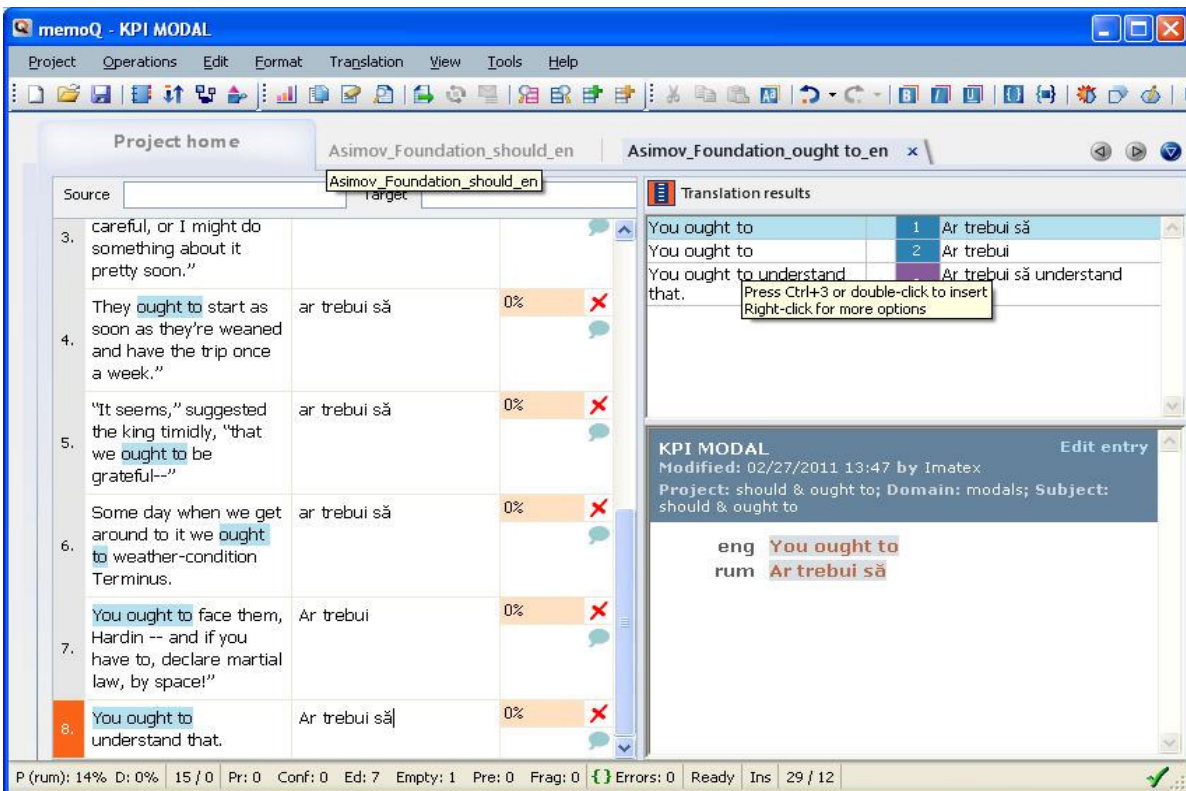 memoQ - KPI MODAL
Project Operations Edit Format Translation View Tools Help
Project home
Asimov_Foundation_should_en
Asimov_Foundation_ought to_en x
Asimov_Foundation_should_en
Source
Target
3.
careful, or I might do
something about it
pretty soon.”
4.
They ought to start as
soon as they’re weaned
and have the trip once
a week.”
ar trebui să
0%
5.
“It seems,” suggested
the king timidly, “that
we ought to be
grateful--”
ar trebui să
0%
6.
Some day when we get
around to it we ought
to weather-condition
Terminus.
ar trebui să
0%
7.
You ought to face them,
Hardin -- and if you
have to, declare martial
law, by space!”
Ar trebui
0%
8.
You ought to
understand that.
Ar trebui să
0%
Translation results
You ought to 1 Ar trebui să
You ought to 2 Ar trebui
You ought to understand
that.
Ar trebui să understand
that.
Press Ctrl+3 or double-click to insert
Right-click for more options
KPI MODAL
Edit entry
Modified: 02/27/2011 13:47 by Imatex
Project: should & ought to; Domain: modals; Subject:
should & ought to
eng You ought to
rum Ar trebui să
P (rum): 14% D: 0% 15 / 0 Pr: 0 Conf: 0 Ed: 7 Empty: 1 Pre: 0 Frag: 0 {} Errors: 0 Ready Ins 29 / 12